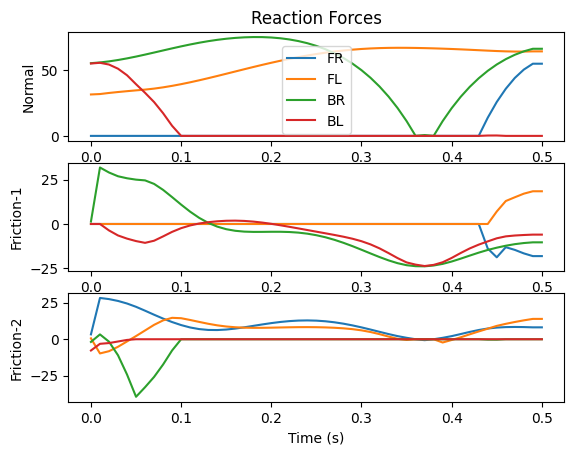 Reaction Forces
Normal
50
0
FR
FL
BR
BL
0.0 0.1 0.2 0.3 0.4 0.5
Friction-1
25
0
−25
0.0 0.1 0.2 0.3 0.4 0.5
Friction-2
25
0
−25
0.0 0.1 0.2 0.3 0.4 0.5
Time (s)